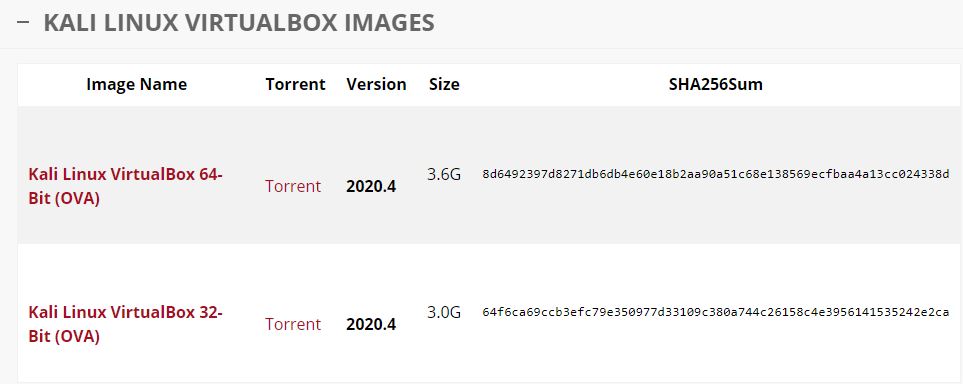 KALI LINUX VIRTUALBOX IMAGES
Image Name Torrent Version Size SHA256Sum
Kali Linux VirtualBox 64-
Bit (OVA)
Torrent 2020.4 3.6G 8d6492397d8271db6db4e60e18b2aa90a51c68e138569ecfbaa4a13cc024338d
Kali Linux VirtualBox 32-
Bit (OVA)
Torrent 2020.4 3.0G 64f6ca69ccb3efc79e350977d33109c380a744c26158c4e3956141535242e2ca